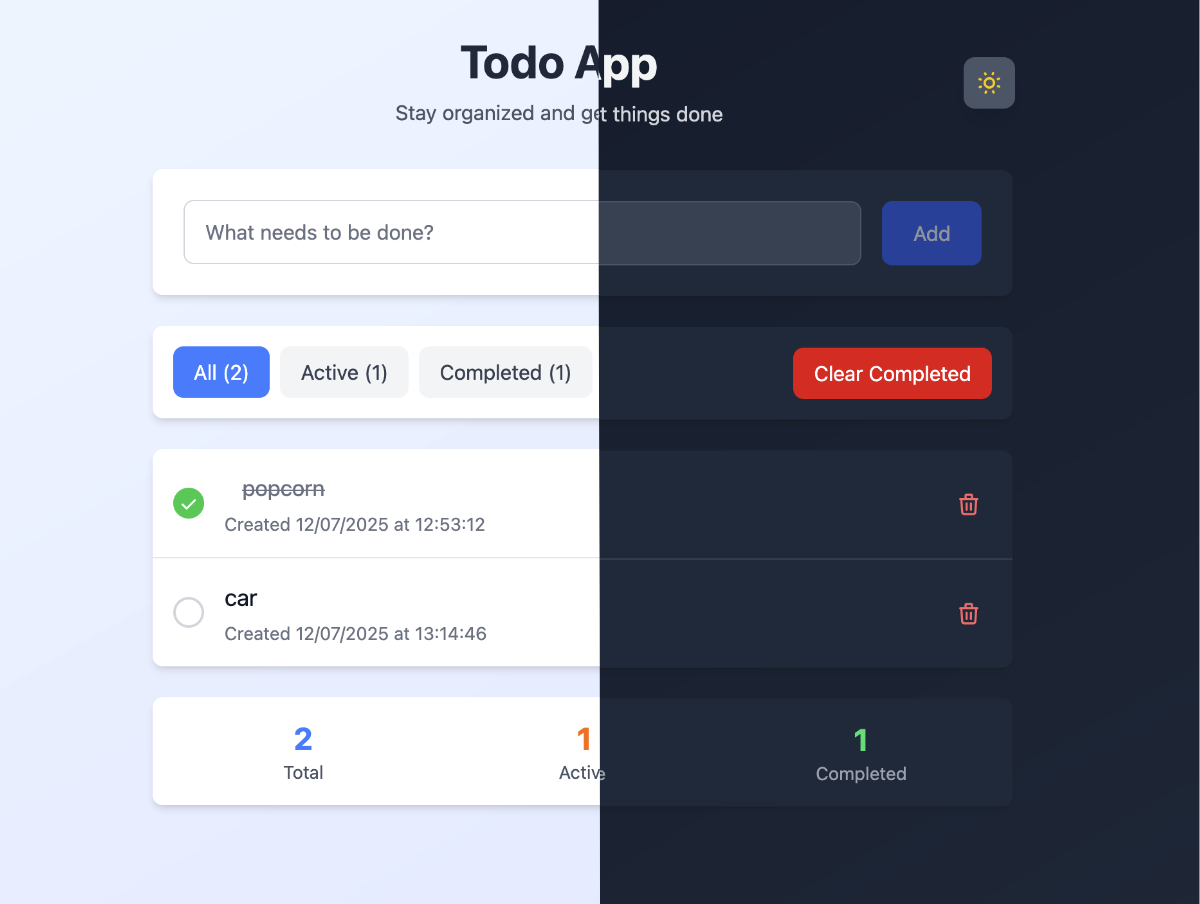 Todo App
Stay organized and get things done
What needs to be done?
Add
All (2)
Active (1)
Completed (1)
Clear Completed
popcorn
Created 12/07/2025 at 12:53:12
car
Created 12/07/2025 at 13:14:46
2
Total
1
Active
1
Completed